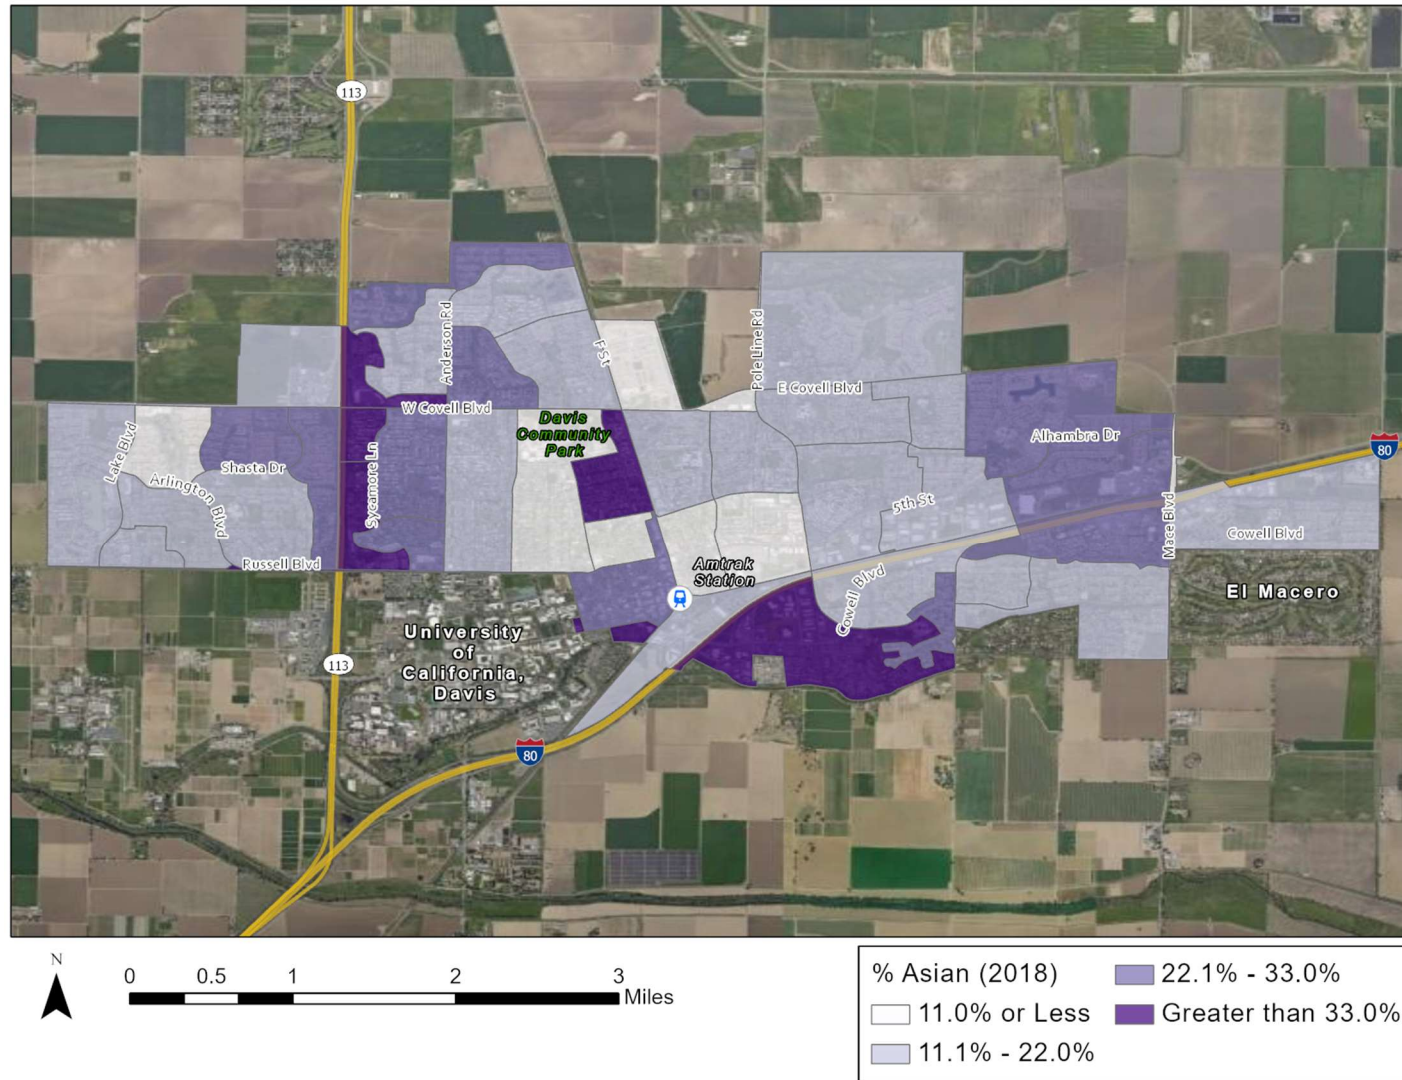 113
Anderson Rd
F St
Pole Line Rd
E Covell Blvd
W Covell Blvd
Davis
Community
Park
Lake Blvd
Shasta Dr
Arlington Blvd
Sycamore Ln
Alhambra Dr
80
5th St
Mace Blvd
Cowell Blvd
Russell Blvd
Amtrak
Station
Cowell Blvd
El Macero
University
of
California,
Davis
113
80
N
0 0.5 1 2 3
Miles
% Asian (2018)
11.0% or Less
11.1% - 22.0%
22.1% - 33.0%
Greater than 33.0%